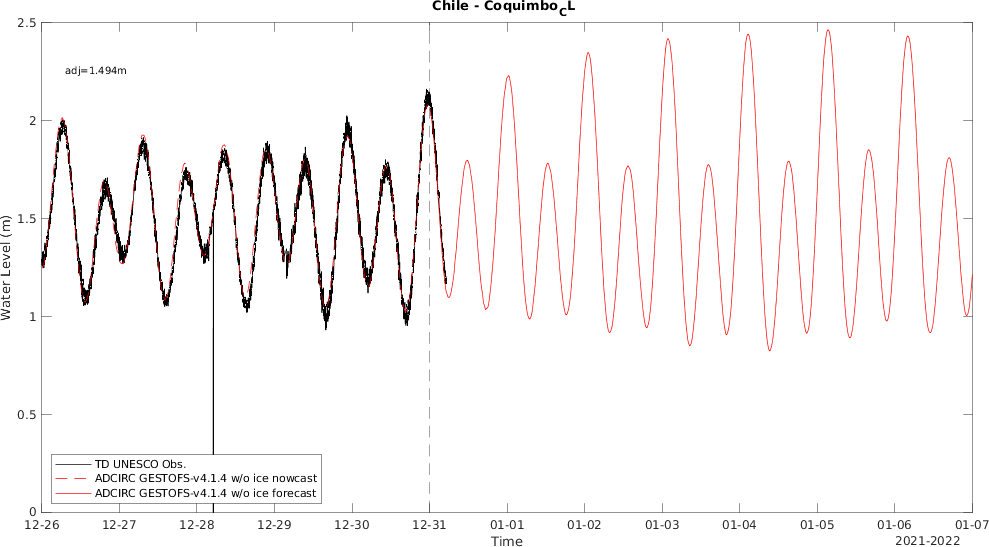 Chile - CoquimboCL
adj=1.494m
2.5
2
1.5
1
0.5
0
Water Level (m)
TD UNESCO Obs.
ADCIRC GESTOFS-v4.1.4 w/o ice nowcast
ADCIRC GESTOFS-v4.1.4 w/o ice forecast
12-26 12-27 12-28 12-29 12-30 12-31 01-01 01-02 01-03 01-04 01-05 01-06 01-07
Time
2021-2022